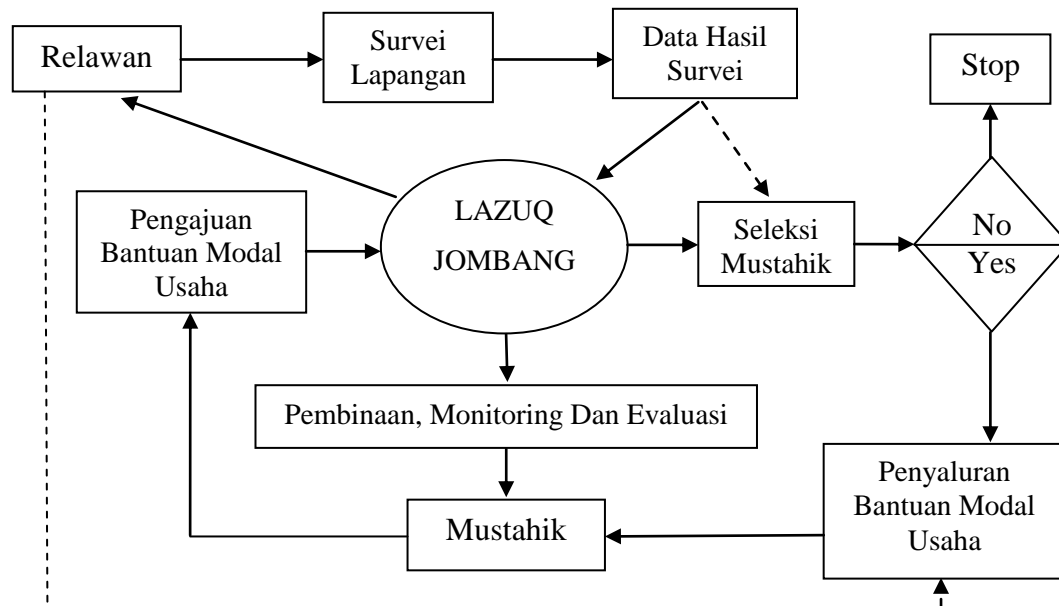 Relawan
Survei
Lapangan
Data Hasil
Survei
Stop
Pengajuan
Bantuan Modal
Usaha
LAZUQ
JOMBANG
Seleksi
Mustahik
No
Yes
Pembinaan, Monitoring Dan Evaluasi
Mustahik
Penyaluran
Bantuan Modal
Usaha